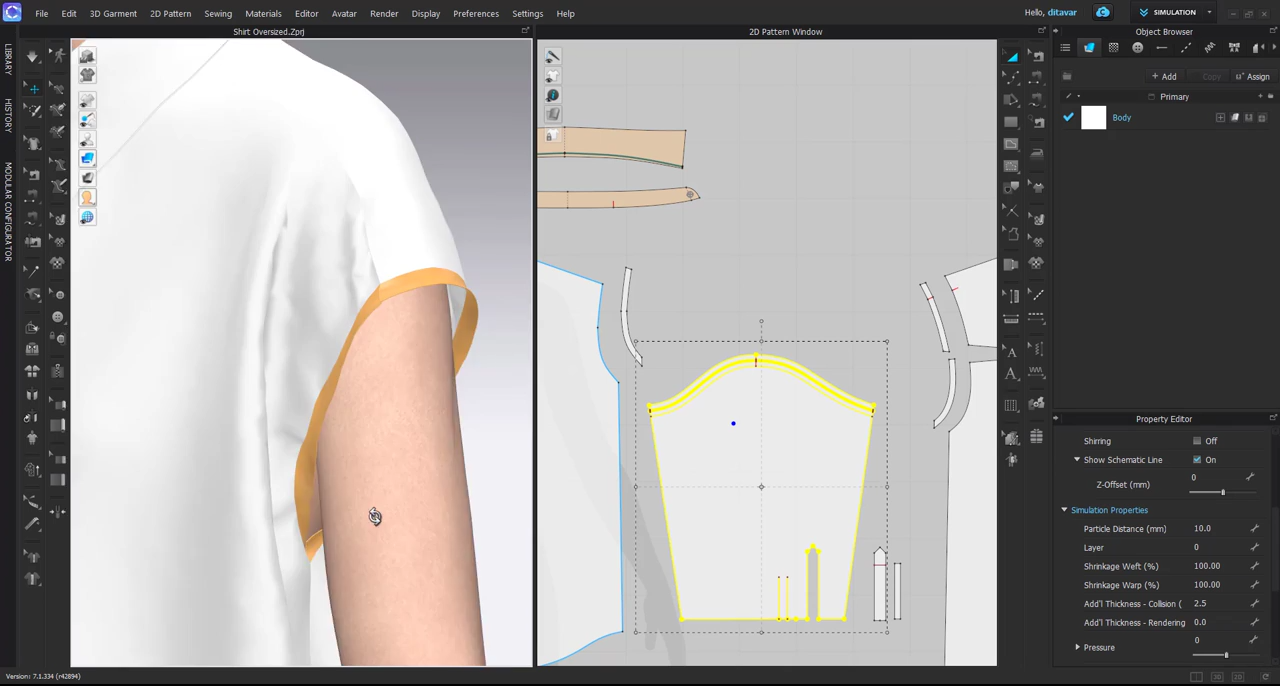 File Edit 3D Garment 2D Pattern Sewing Materials Editor Avatar Render Display Preferences Settings Help
Hello, ditavar
SIMULATION
Shirt Oversized.Zprj
2D Pattern Window
Object Browser
LIBRARY
HISTORY
MODULAR CONFIGURATOR
+ Add Copy Assign
Primary
Body
Property Editor
Shirring Off
Show Schematic Line On
Z-Offset (mm) 0
Simulation Properties
Particle Distance (mm) 10.0
Layer 0
Shrinkage Weft (%) 100.00
Shrinkage Warp (%) 100.00
Add'l Thickness - Collision ( 2.5
Add'l Thickness - Rendering 0.0
Pressure 0
Version: 7.1.334 (r42894)
3D 2D